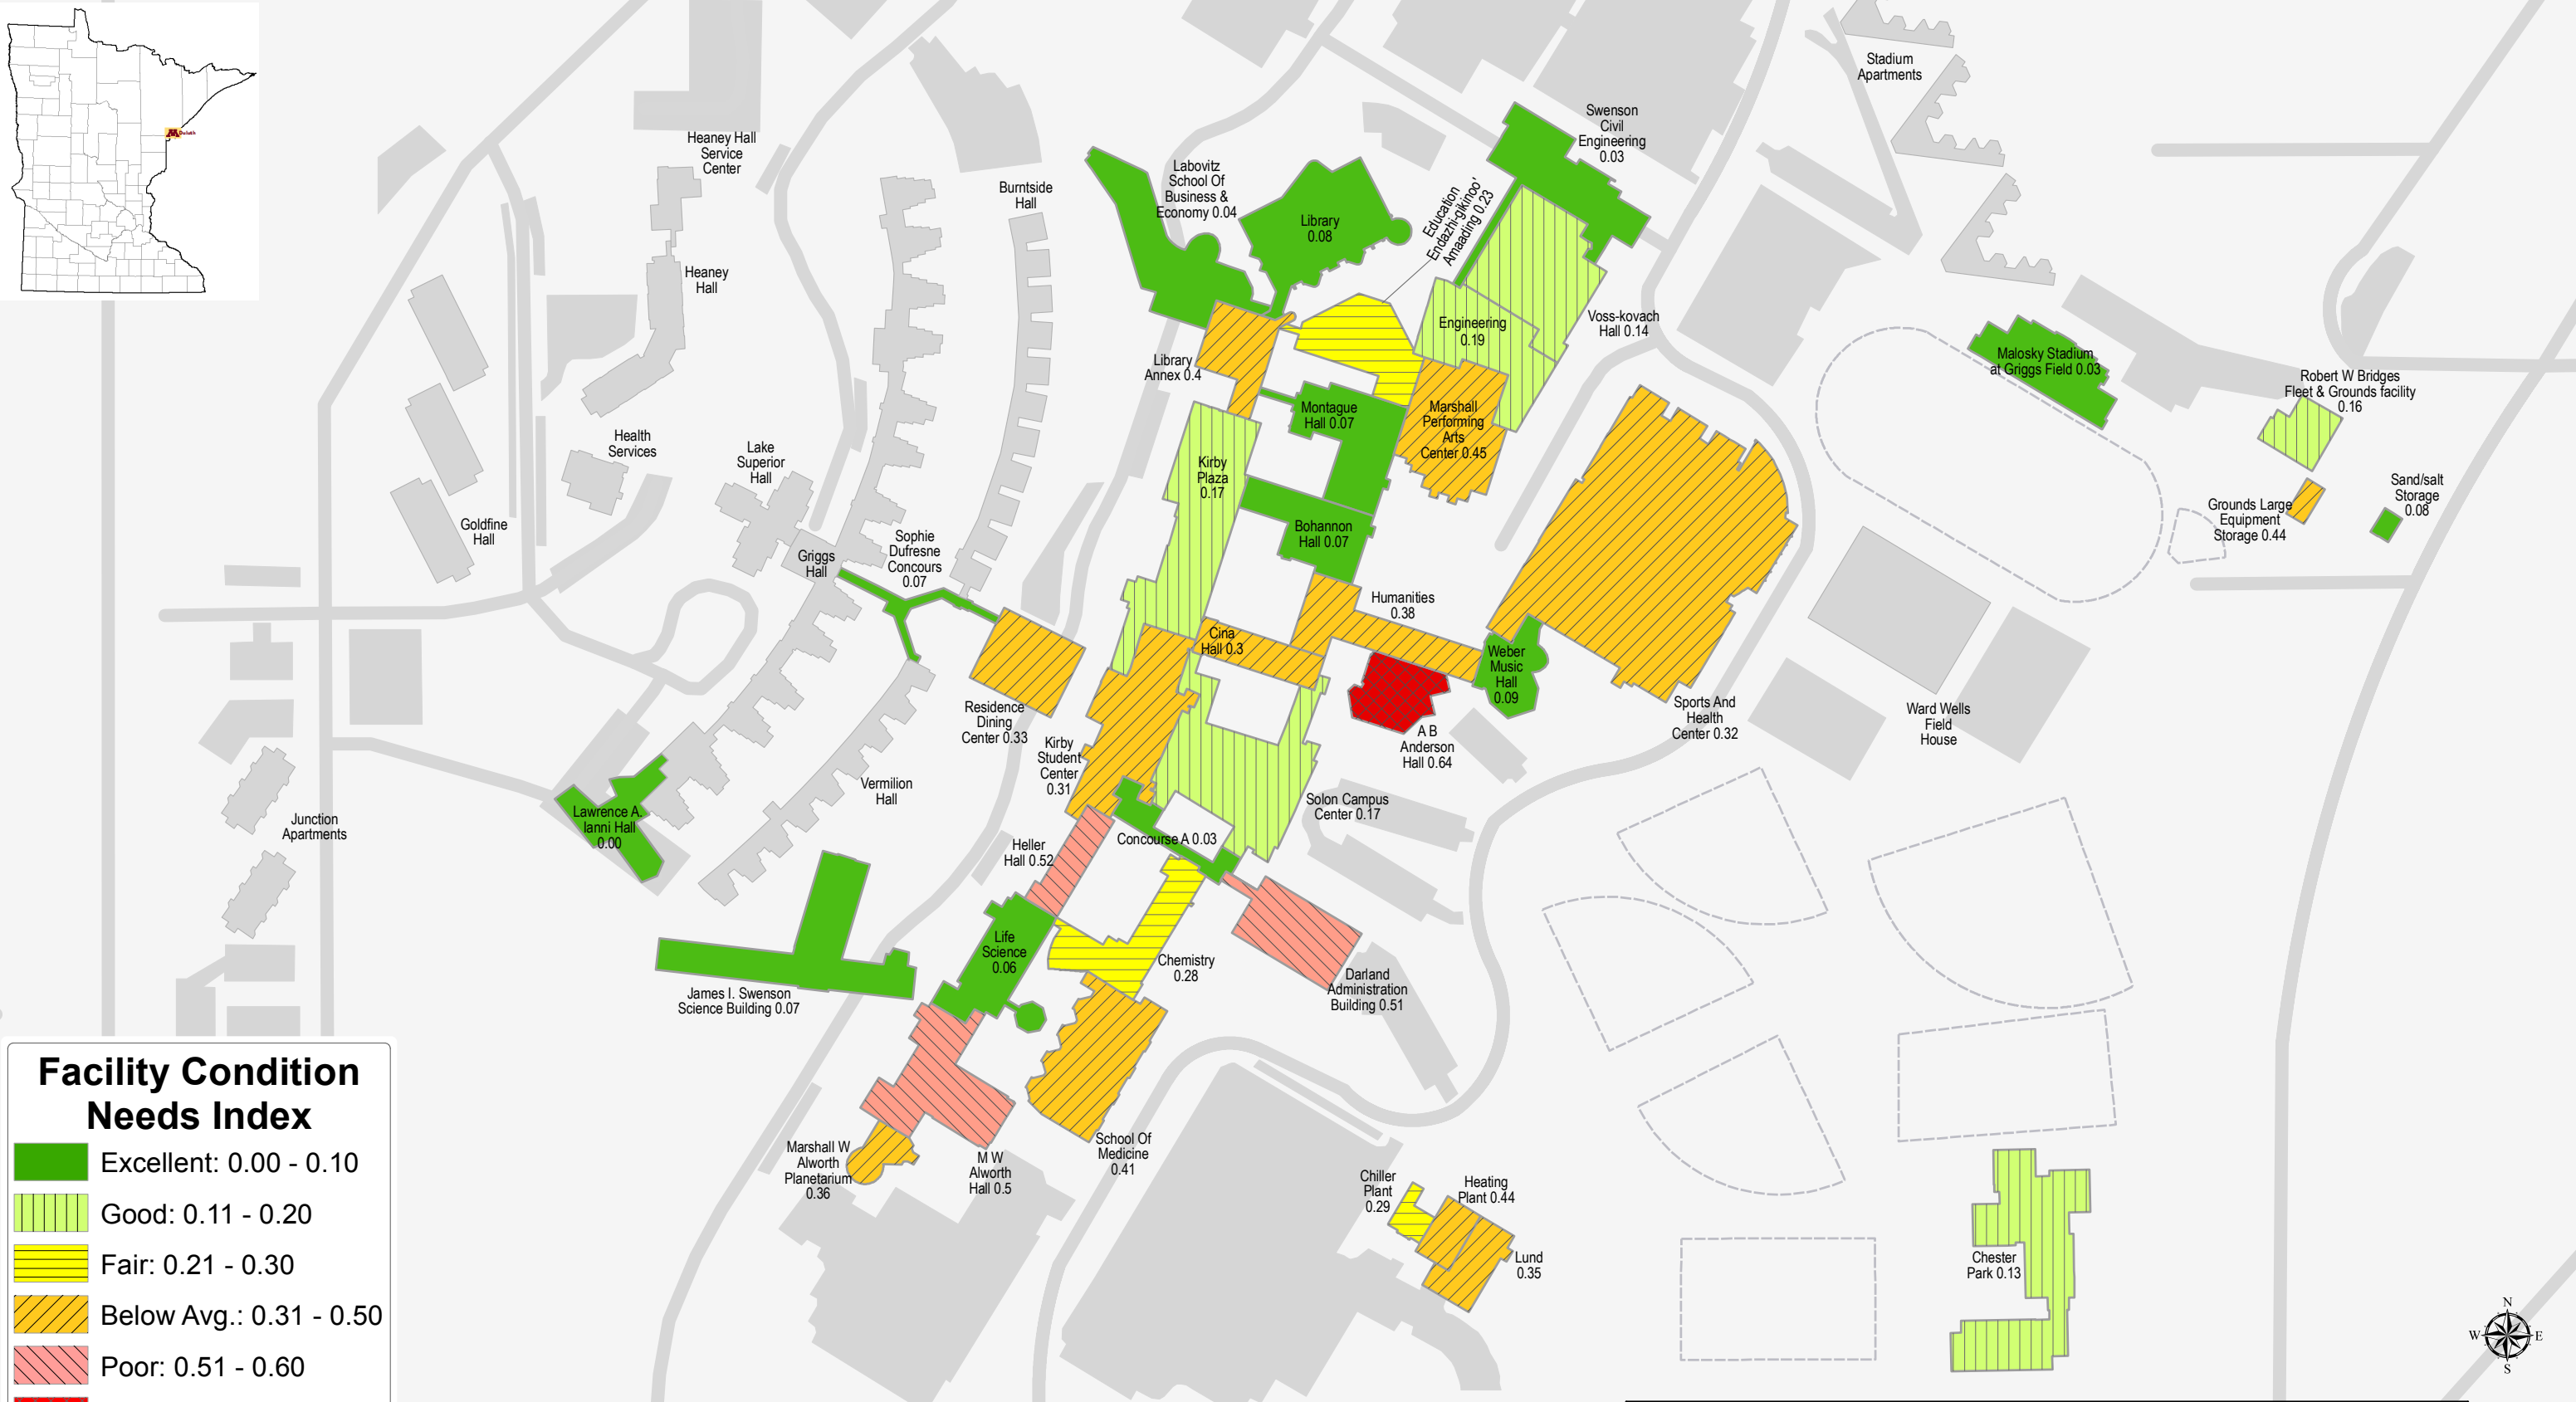 Duluth
Stadium
Apartments
Swenson
Civil
Engineering
0.03
Heaney Hall
Service
Center
Labovitz
School Of
Business &
Economy 0.04
Burntside
Hall
Library
0.08
Education
Endazhi-gikinoo'
Amaading 0.23
Heaney
Hall
Engineering
0.19
Voss-kovach
Hall 0.14
Malosky Stadium
at Griggs Field 0.03
Robert W Bridges
Fleet & Grounds facility
0.16
Library
Annex 0.4
Montague
Hall 0.07
Marshall
Performing
Arts
Center 0.45
Health
Services
Lake
Superior
Hall
Kirby
Plaza
0.17
Sand/salt
Storage
0.08
Grounds Large
Equipment
Storage 0.44
Goldfine
Hall
Bohannon
Hall 0.07
Griggs
Hall
Sophie
Dufresne
Concours
0.07
Humanities
0.38
Cina
Hall 0.3
Weber
Music
Hall
0.09
Residence
Dining
Center 0.33
Sports And
Health
Center 0.32
Ward Wells
Field
House
A B
Anderson
Hall 0.64
Kirby
Student
Center
0.31
Vermilion
Hall
Solon Campus
Center 0.17
Lawrence A.
Ianni Hall
0.00
Junction
Apartments
Concourse A 0.03
Heller
Hall 0.52
Life
Science
0.06
Chemistry
0.28
Darland
Administration
Building 0.51
James I. Swenson
Science Building 0.07
Marshall W
Alworth
Planetarium
0.36
M W
Alworth
Hall 0.5
School Of
Medicine
0.41
Chiller
Plant
0.29
Heating
Plant 0.44
Lund
0.35
Chester
Park 0.13
Facility Condition
Needs Index
Excellent: 0.00 - 0.10
Good: 0.11 - 0.20
Fair: 0.21 - 0.30
Below Avg.: 0.31 - 0.50
Poor: 0.51 - 0.60
N
W E
S